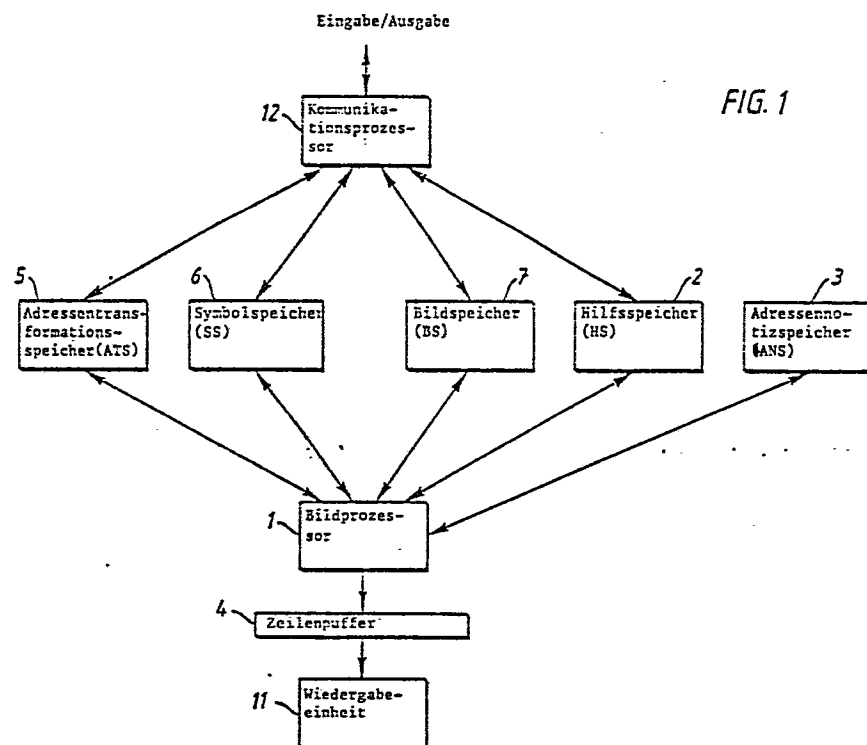 Eingabe/Ausgabe
FIG. 1
12
Kommunika-
tionsprozes-
sor
5
6
7
2
3
Adressentrans-
formations-
speicher(ATS)
Symbolspeicher
(SS)
Bildspeicher
(BS)
Hilfsspeicher
(HS)
Adressenno-
tizspeicher
(ANS)
1
Bildprozes-
sor
4
Zeilenpuffer
11
Wiedergabe-
einheit